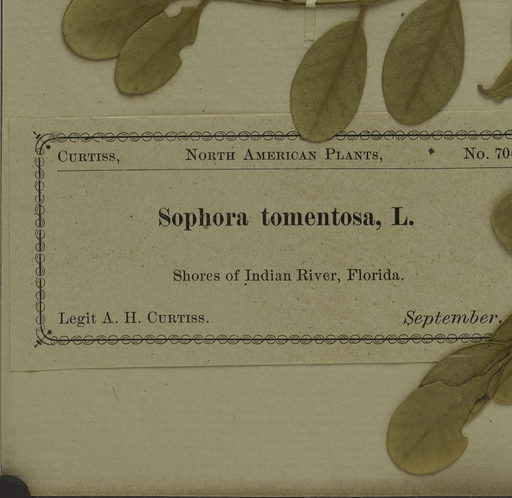 CURTISS, NORTH AMERICAN PLANTS, No. 70
Sophora tomentosa, L.
Shores of Indian River, Florida.
Legit A. H. CURTISS. September.